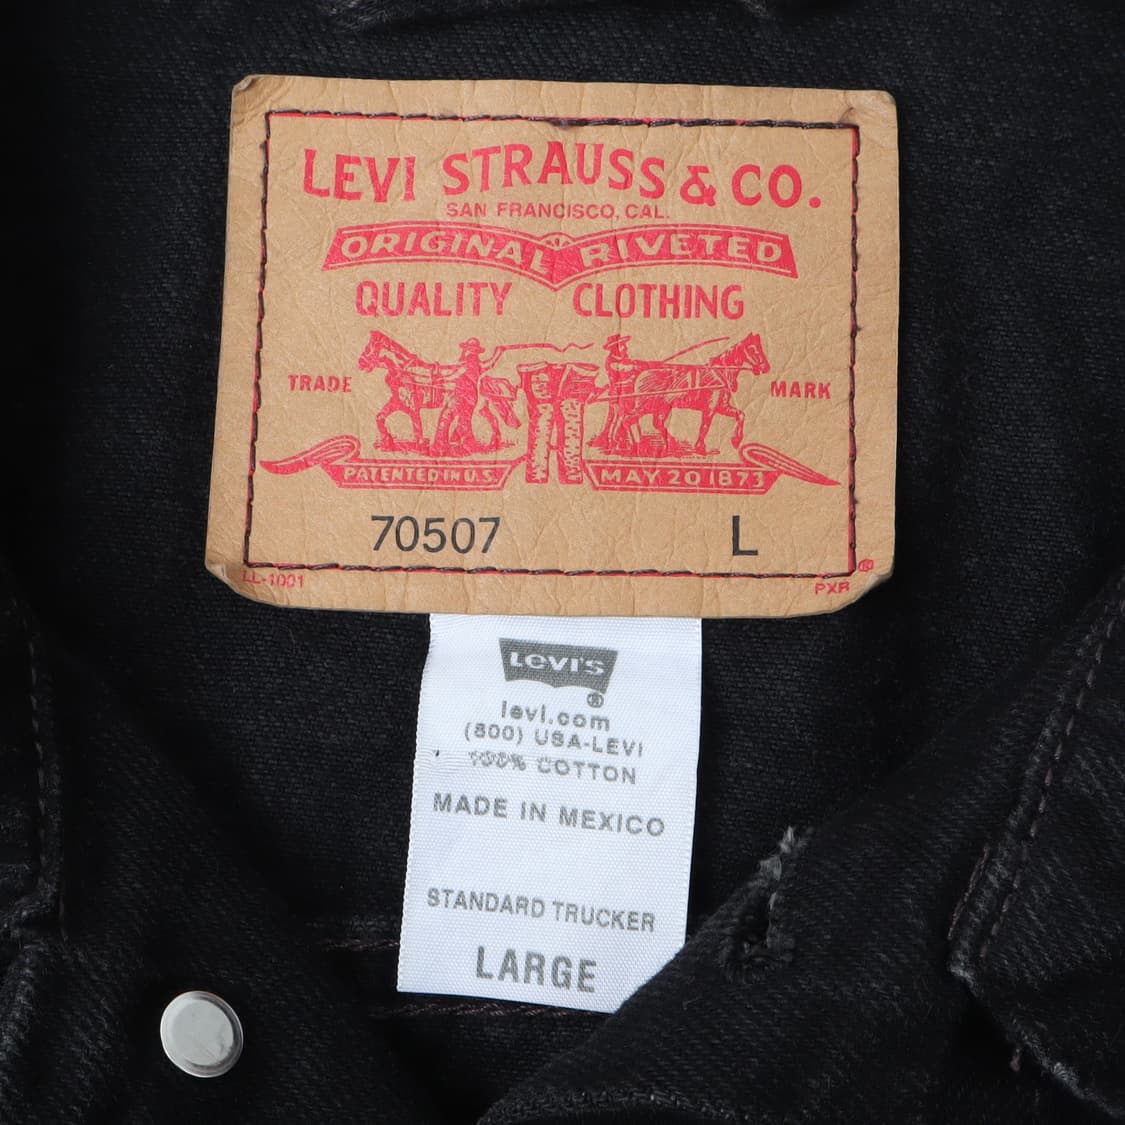 LEVI STRAUSS & CO.
SAN FRANCISCO, CAL.
ORIGINAL RIVETED
QUALITY CLOTHING
TRADE MARK
PATENTED IN U.S. MAY 20 1873
70507 L
LL-1001 PXR ®
LEVI'S
®
levi.com
(800) USA-LEVI
100% COTTON
MADE IN MEXICO
STANDARD TRUCKER
LARGE